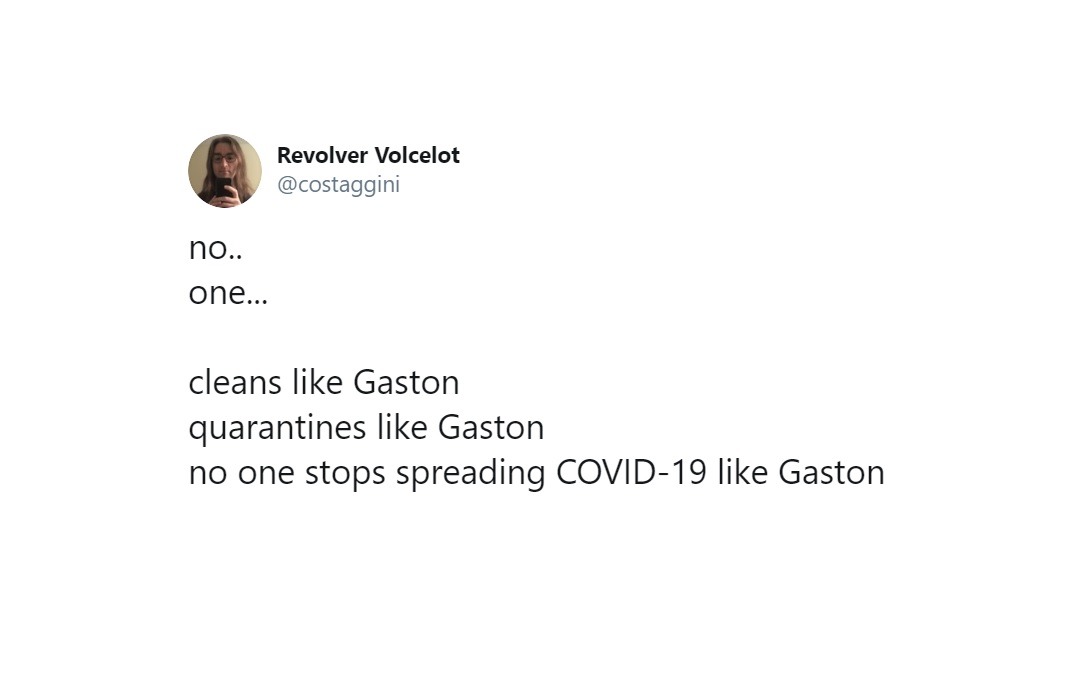 Revolver Volcelot
@costaggini
no..
one...
cleans like Gaston
quarantines like Gaston
no one stops spreading COVID-19 like Gaston